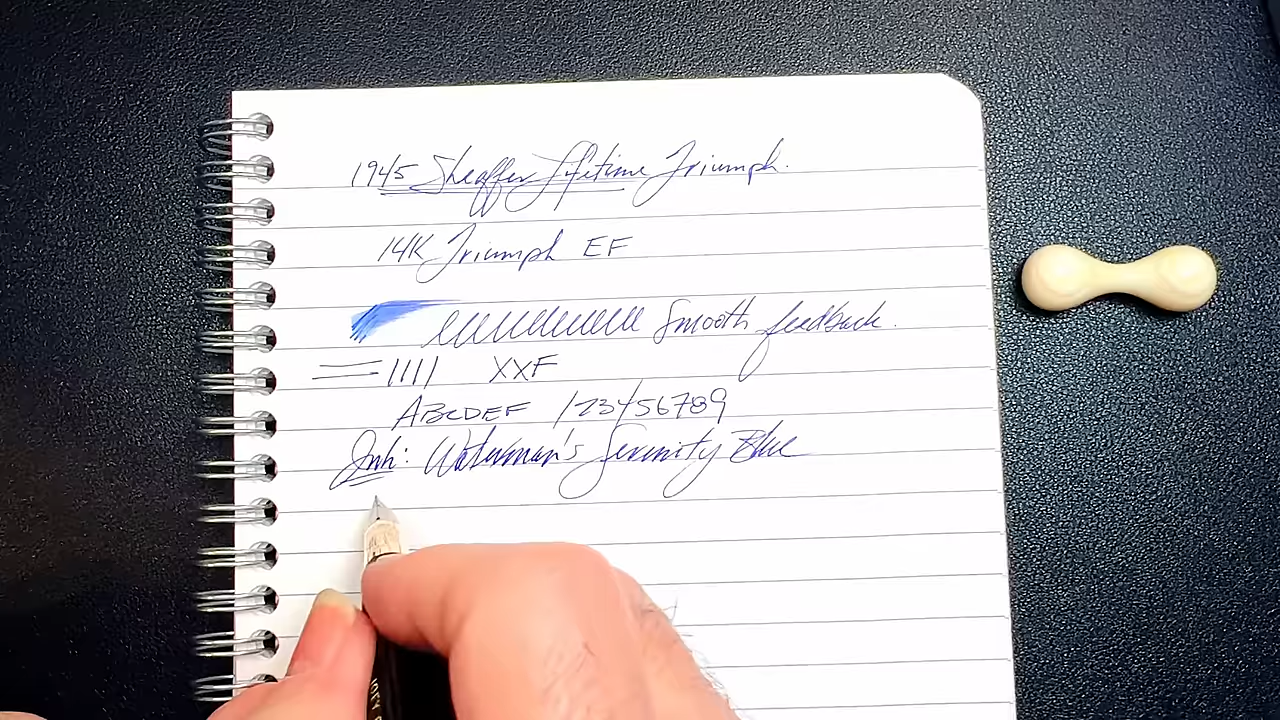 1945 Sheaffer Lifetime Triumph.
14K Triumph EF
Smooth feedback.
XXF
ABCDEF 123456789
Ink: Waterman's Serenity Blue